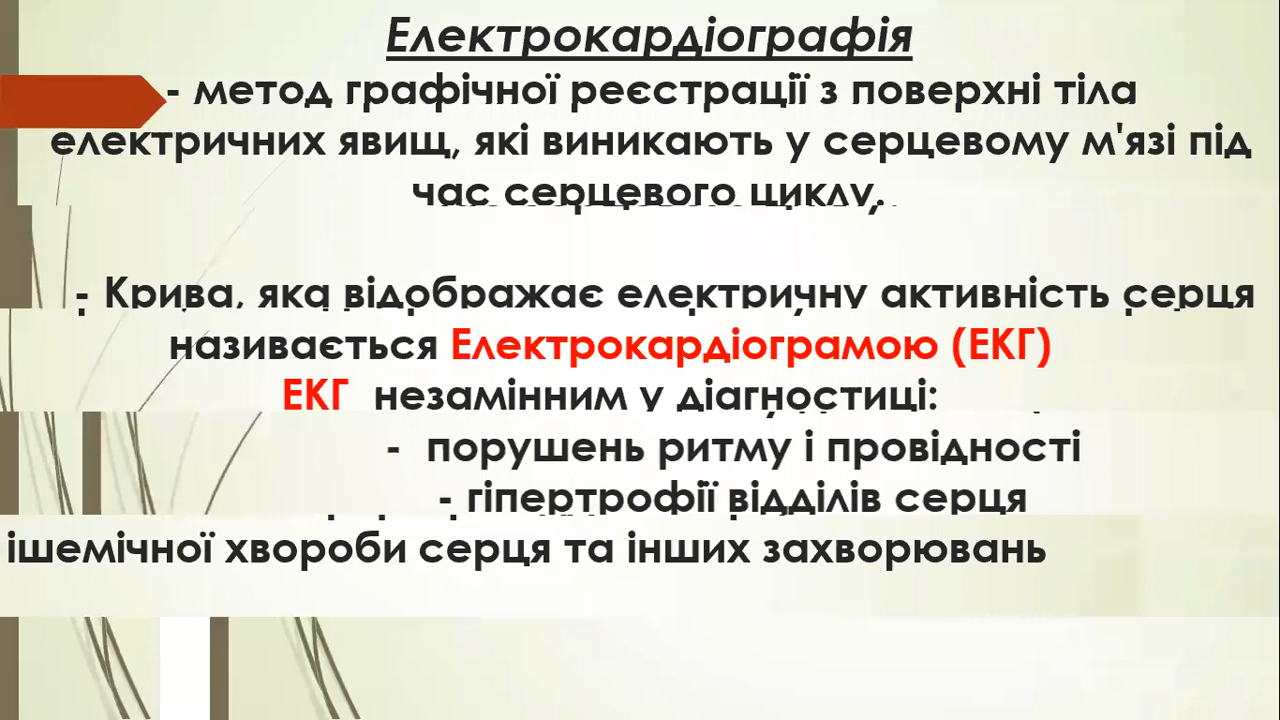 Електрокардіографія
- метод графічної реєстрації з поверхні тіла
електричних явищ, які виникають у серцевому м'язі під
час серцевого циклу.
- Крива, яка відображає електричну активність серця
називається Електрокардіограмою (ЕКГ)
ЕКГ незамінним у діагностиці:
- порушень ритму і провідності
- гіпертрофії відділів серця
ішемічної хвороби серця та інших захворювань